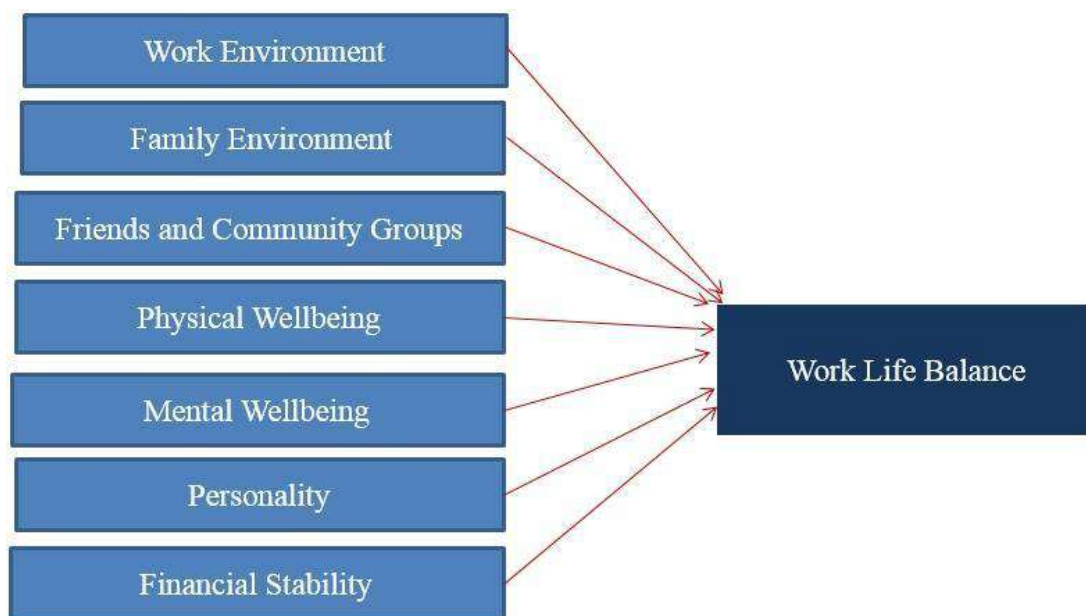 Work Environment
Family Environment
Friends and Community Groups
Physical Wellbeing
Mental Wellbeing
Personality
Financial Stability
Work Life Balance